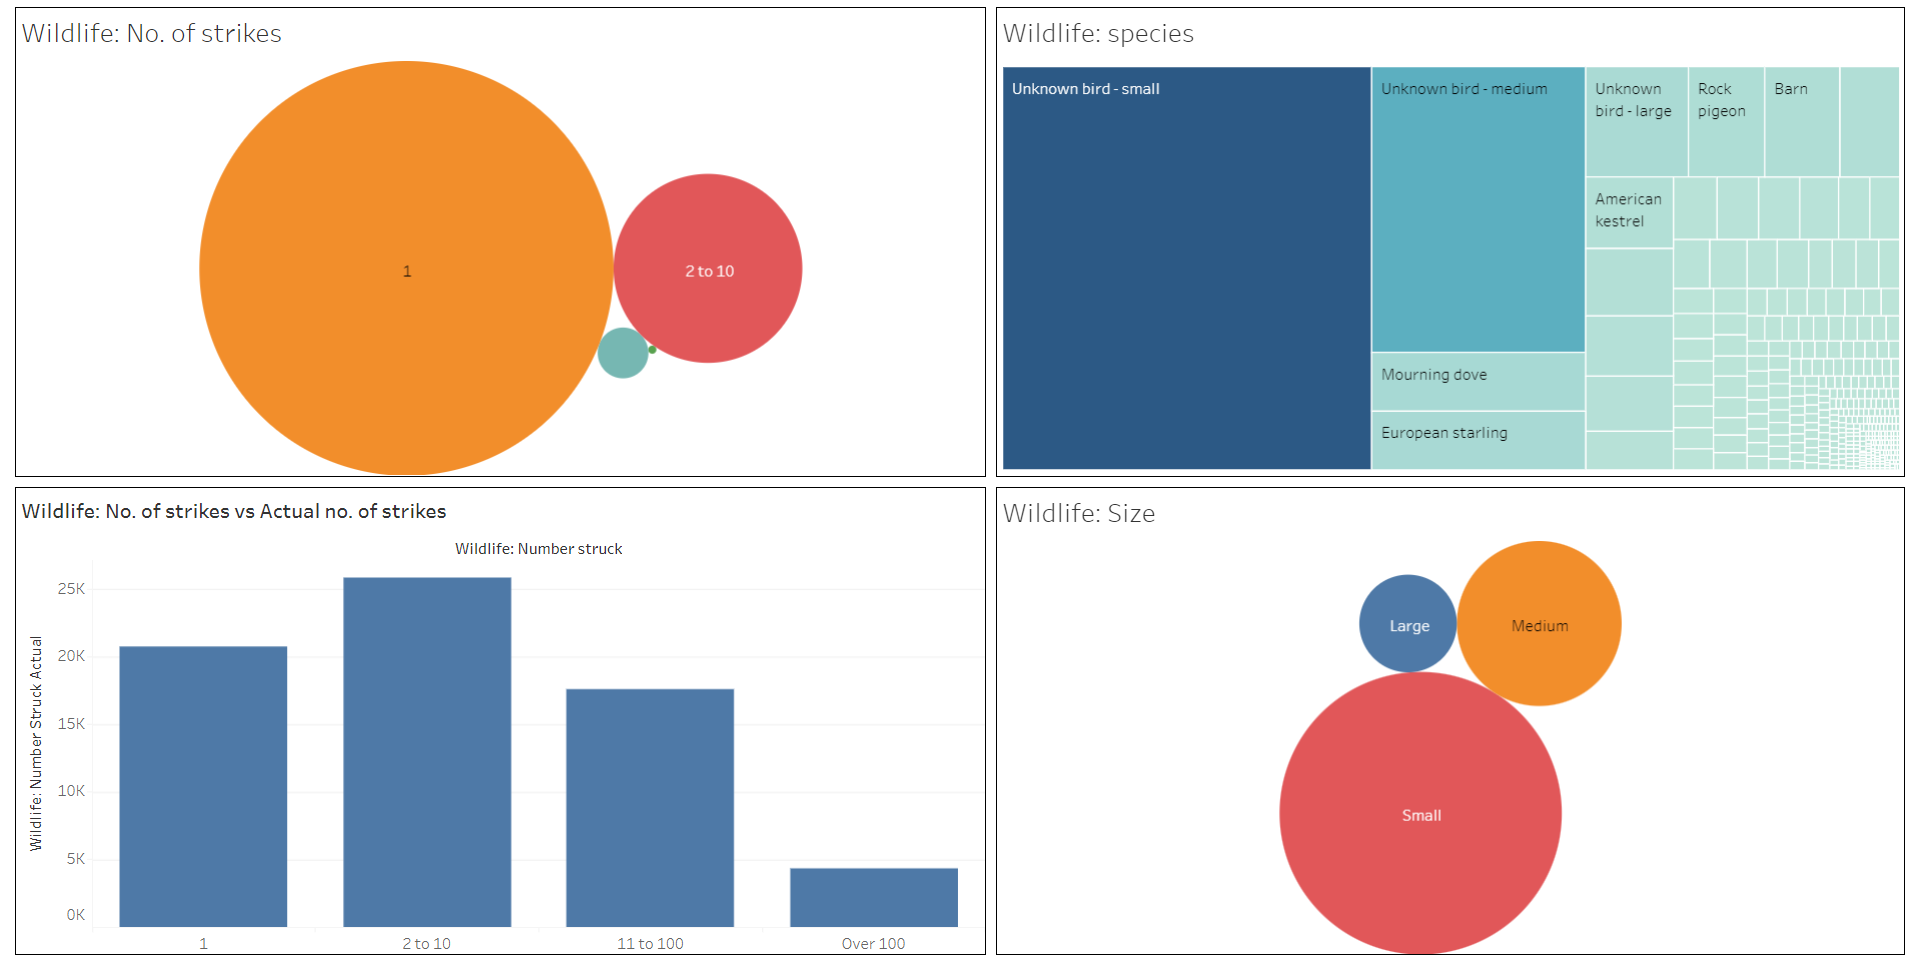 Wildlife: No. of strikes
1
2 to 10
Wildlife: species
Unknown bird - small
Unknown bird - medium
Unknown
bird - large
Rock
pigeon
Barn
American
kestrel
Mourning dove
European starling
Wildlife: No. of strikes vs Actual no. of strikes
Wildlife: Number struck
Wildlife: Number Struck Actual
25K
20K
15K
10K
5K
0K
1
2 to 10
11 to 100
Over 100
Wildlife: Size
Large
Medium
Small